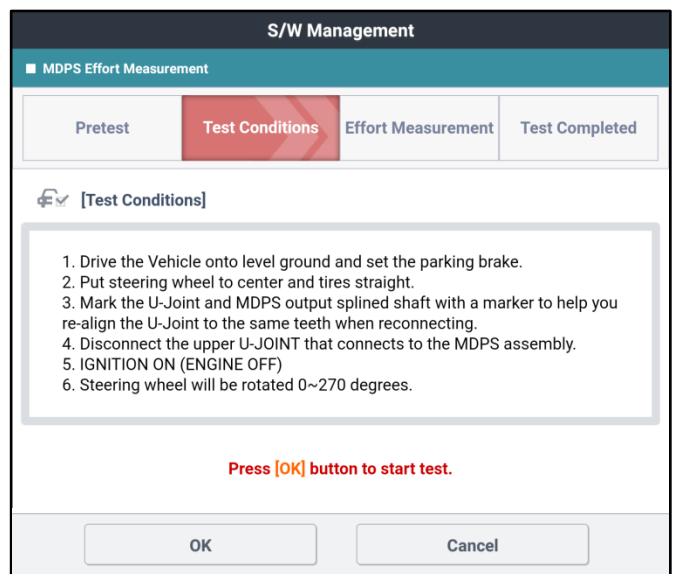 S/W Management
MDPS Effort Measurement
Pretest
Test Conditions
Effort Measurement
Test Completed
[Test Conditions]
1. Drive the Vehicle onto level ground and set the parking brake.
2. Put steering wheel to center and tires straight.
3. Mark the U-Joint and MDPS output splined shaft with a marker to help you
re-align the U-Joint to the same teeth when reconnecting.
4. Disconnect the upper U-JOINT that connects to the MDPS assembly.
5. IGNITION ON (ENGINE OFF)
6. Steering wheel will be rotated 0~270 degrees.
Press [OK] button to start test.
OK
Cancel